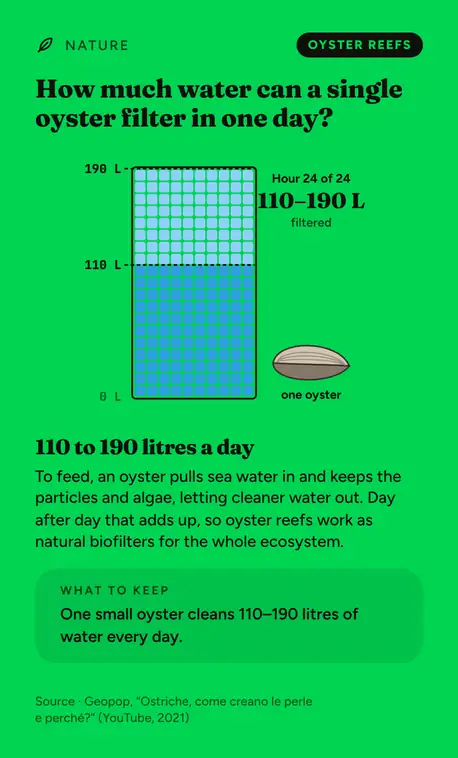 NATURE
OYSTER REEFS
How much water can a single
oyster filter in one day?
190 L
Hour 24 of 24
110–190 L
filtered
110 L
0 L
one oyster
110 to 190 litres a day
To feed, an oyster pulls sea water in and keeps the
particles and algae, letting cleaner water out. Day
after day that adds up, so oyster reefs work as
natural biofilters for the whole ecosystem.
WHAT TO KEEP
One small oyster cleans 110–190 litres of
water every day.
Source · Geopop, “Ostriche, come creano le perle
e perché?” (YouTube, 2021)